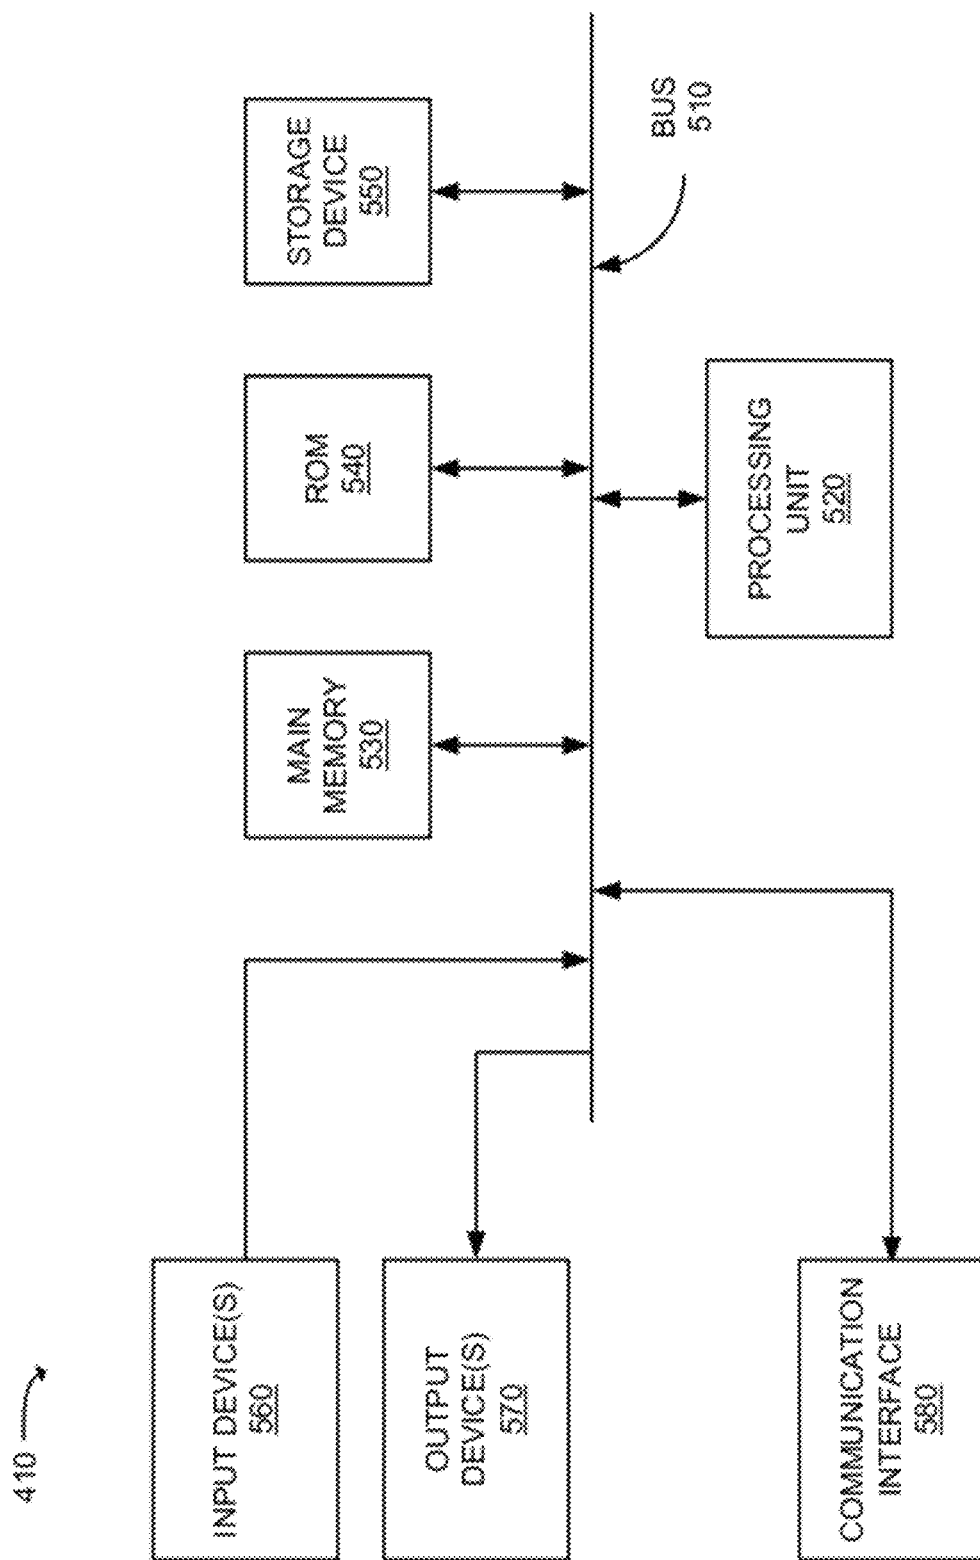 410
INPUT DEVICE(S)
560
OUTPUT
DEVICE(S)
570
COMMUNICATION
INTERFACE
580
MAIN
MEMORY
530
ROM
540
STORAGE
DEVICE
550
PROCESSING
UNIT
520
BUS
510